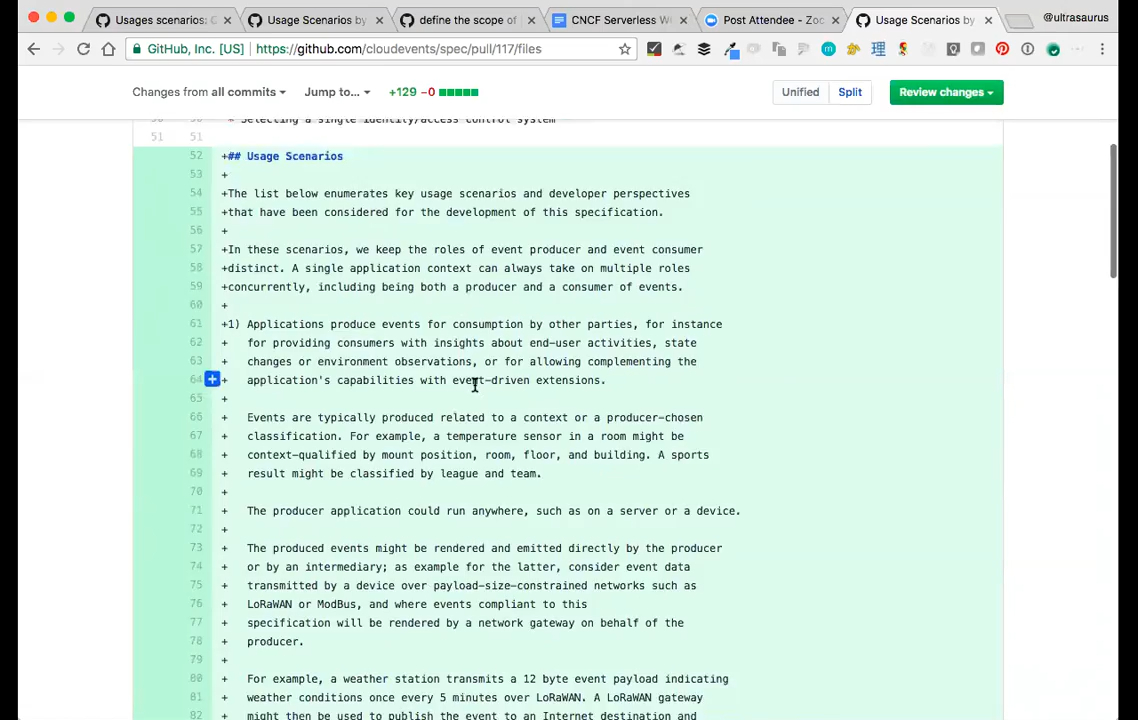 Usages scenarios: C
Usage Scenarios by
define the scope of
CNCF Serverless W
Post Attendee - Zoo
Usage Scenarios by
@ultrasaurus
GitHub, Inc. [US]
https://github.com/cloudevents/spec/pull/117/files
Changes from all commits
Jump to...
+129 −0
Unified
Split
Review changes
* Selecting a single identity/access control system
51 51
52 +## Usage Scenarios
53 +
54 +The list below enumerates key usage scenarios and developer perspectives
55 +that have been considered for the development of this specification.
56 +
57 +In these scenarios, we keep the roles of event producer and event consumer
58 +distinct. A single application context can always take on multiple roles
59 +concurrently, including being both a producer and a consumer of events.
60 +
61 +1) Applications produce events for consumption by other parties, for instance
62 + for providing consumers with insights about end-user activities, state
63 + changes or environment observations, or for allowing complementing the
64 + application's capabilities with event-driven extensions.
65 +
66 + Events are typically produced related to a context or a producer-chosen
67 + classification. For example, a temperature sensor in a room might be
68 + context-qualified by mount position, room, floor, and building. A sports
69 + result might be classified by league and team.
70 +
71 + The producer application could run anywhere, such as on a server or a device.
72 +
73 + The produced events might be rendered and emitted directly by the producer
74 + or by an intermediary; as example for the latter, consider event data
75 + transmitted by a device over payload-size-constrained networks such as
76 + LoRaWAN or ModBus, and where events compliant to this
77 + specification will be rendered by a network gateway on behalf of the
78 + producer.
79 +
80 + For example, a weather station transmits a 12 byte event payload indicating
81 + weather conditions once every 5 minutes over LoRaWAN. A LoRaWAN gateway
82 + might then be used to publish the event to an Internet destination and